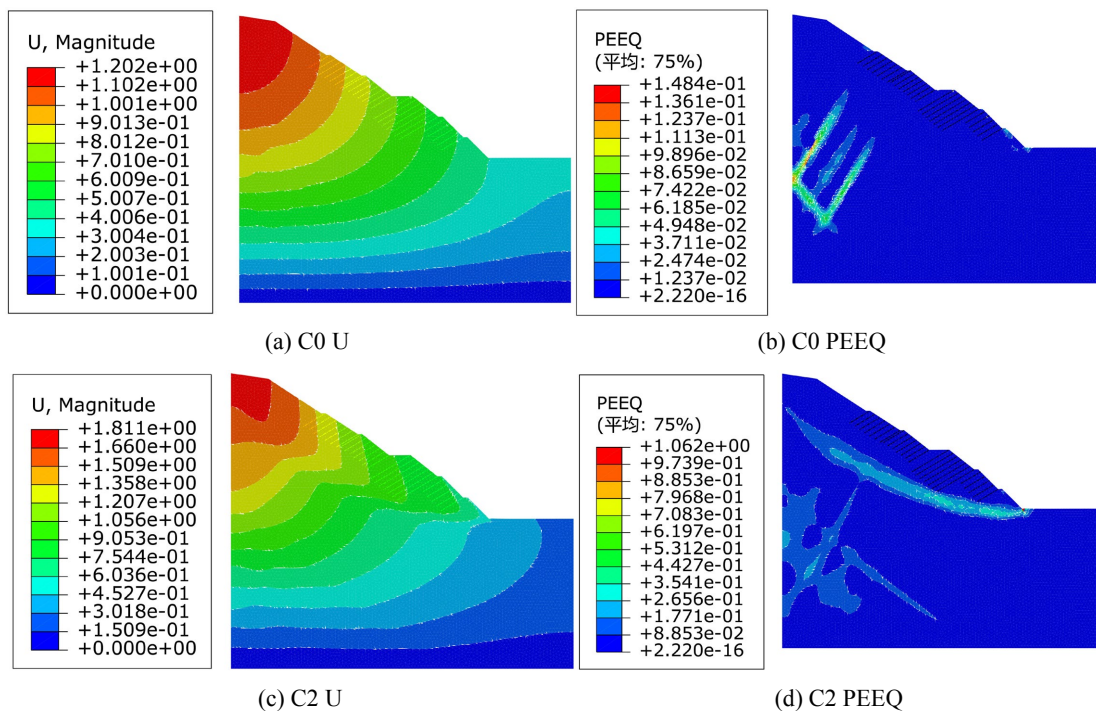 U, Magnitude
+1.202e+00
+1.102e+00
+1.001e+00
+9.013e-01
+8.012e-01
+7.010e-01
+6.009e-01
+5.007e-01
+4.006e-01
+3.004e-01
+2.003e-01
+1.001e-01
+0.000e+00
PEEQ
(平均: 75%)
+1.484e-01
+1.361e-01
+1.237e-01
+1.113e-01
+9.896e-02
+8.659e-02
+7.422e-02
+6.185e-02
+4.948e-02
+3.711e-02
+2.474e-02
+1.237e-02
+2.220e-16
(a) C0 U
(b) C0 PEEQ
U, Magnitude
+1.811e+00
+1.660e+00
+1.509e+00
+1.358e+00
+1.207e+00
+1.056e+00
+9.053e-01
+7.544e-01
+6.036e-01
+4.527e-01
+3.018e-01
+1.509e-01
+0.000e+00
PEEQ
(平均: 75%)
+1.062e+00
+9.739e-01
+8.853e-01
+7.968e-01
+7.083e-01
+6.197e-01
+5.312e-01
+4.427e-01
+3.541e-01
+2.656e-01
+1.771e-01
+8.853e-02
+2.220e-16
(c) C2 U
(d) C2 PEEQ